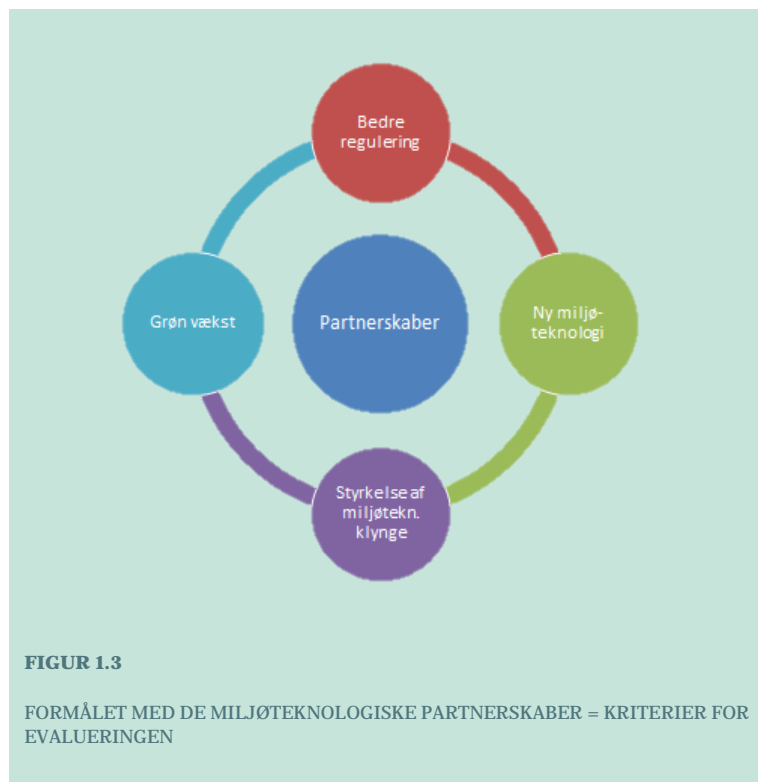 Bedre
regulering
Grøn vækst
Partnerskaber
Ny miljø-
teknologi
Styrkelse af
miljøtekn.
klynge
FIGUR 1.3
FORMÅLET MED DE MILJØTEKNOLOGISKE PARTNERSKABER = KRITERIER FOR
EVALUERINGEN